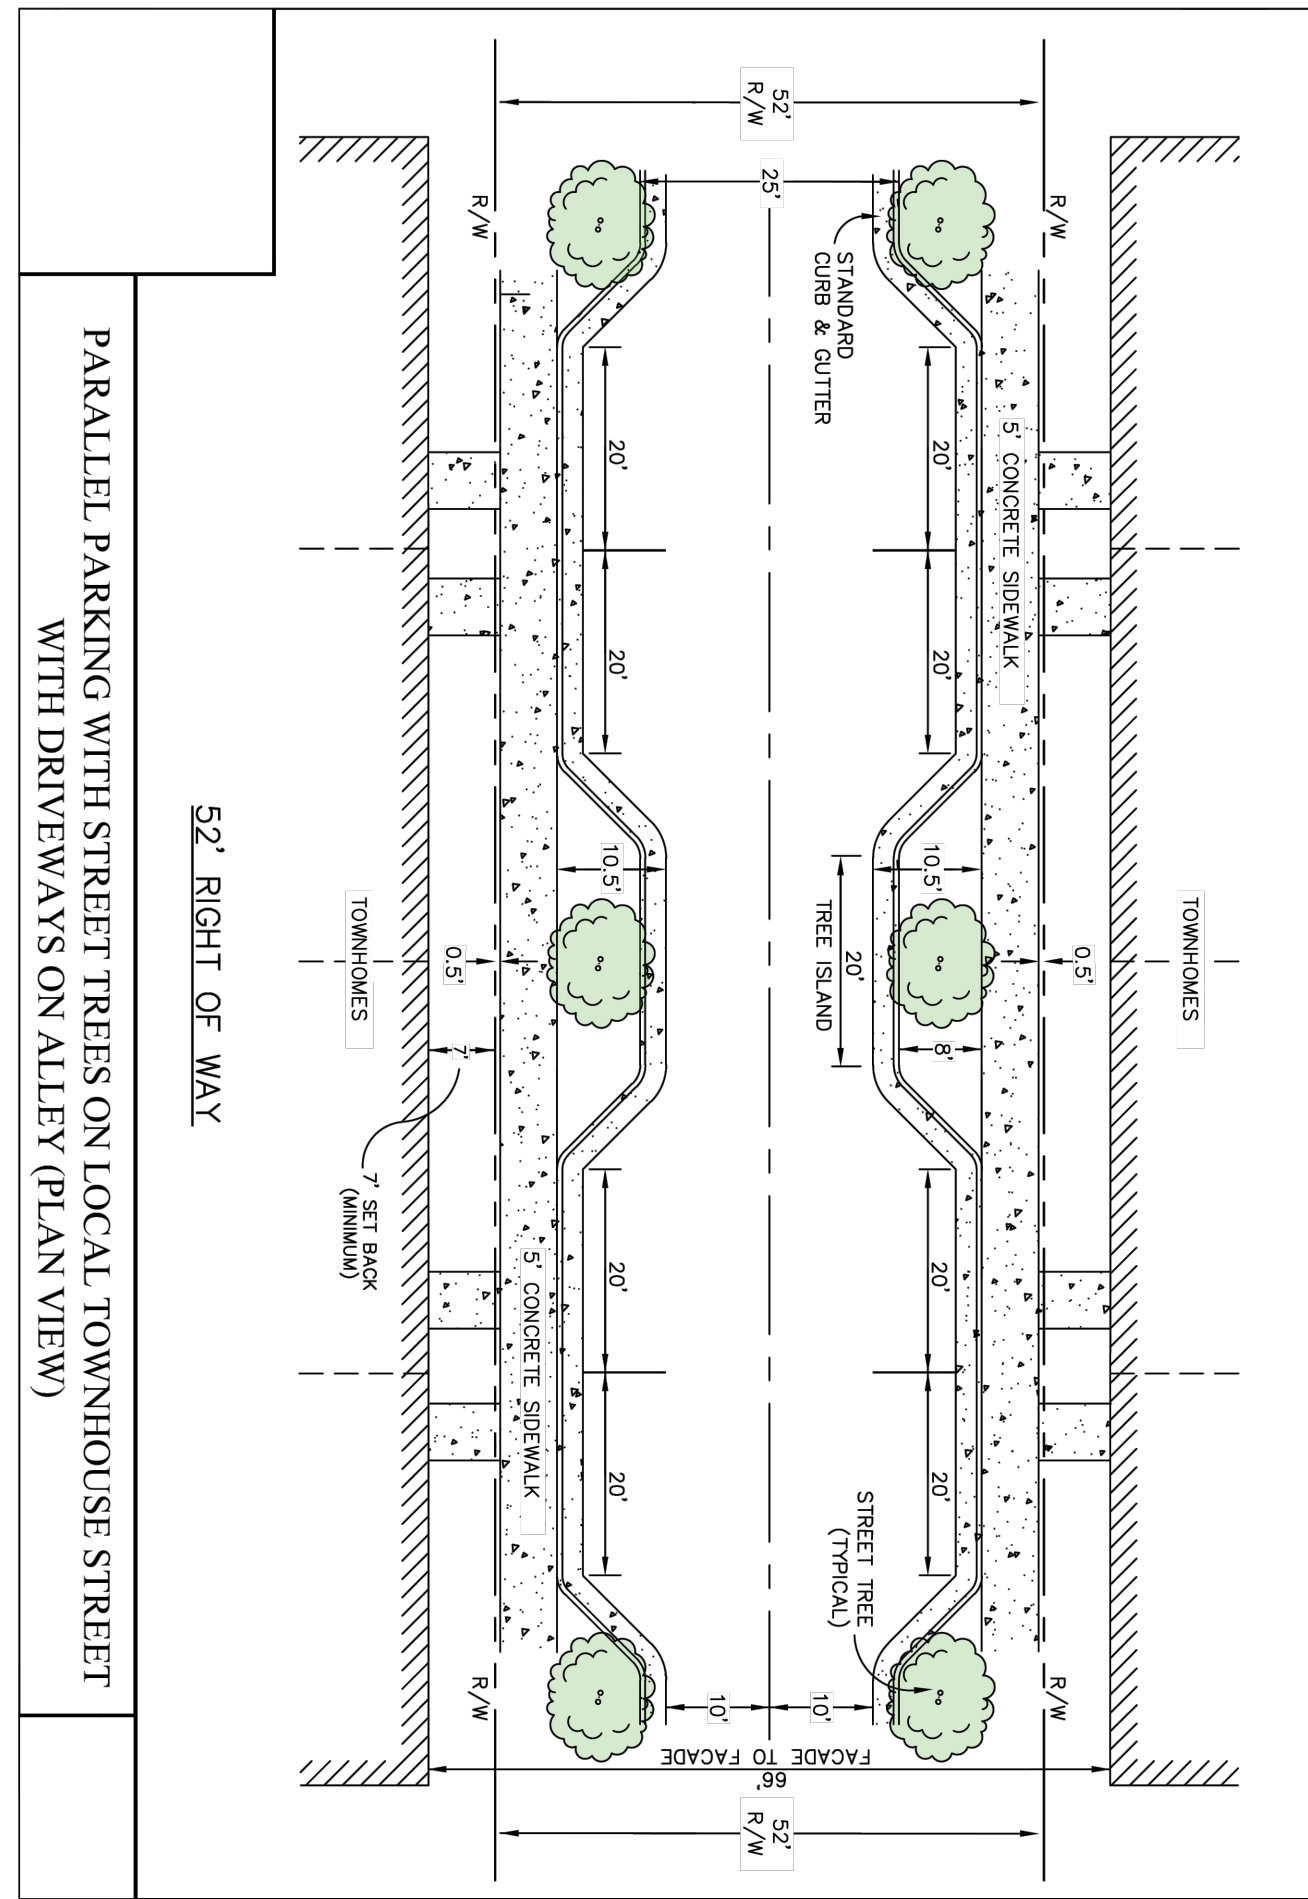 TOWNHOMES
0.5'
R/W
R/W
5' CONCRETE SIDEWALK
20'
20'
10.5'
8'
20'
20'
STANDARD
CURB & GUTTER
20'
TREE ISLAND
STREET TREE
(TYPICAL)
10'
52'
R/W
25'
FACADE TO FACADE
66'
52'
R/W
10'
20'
20'
10.5'
20'
20'
5' CONCRETE SIDEWALK
R/W
R/W
0.5'
7'
TOWNHOMES
7' SET BACK
(MINIMUM)
52' RIGHT OF WAY
PARALLEL PARKING WITH STREET TREES ON LOCAL TOWNHOUSE STREET
WITH DRIVEWAYS ON ALLEY (PLAN VIEW)